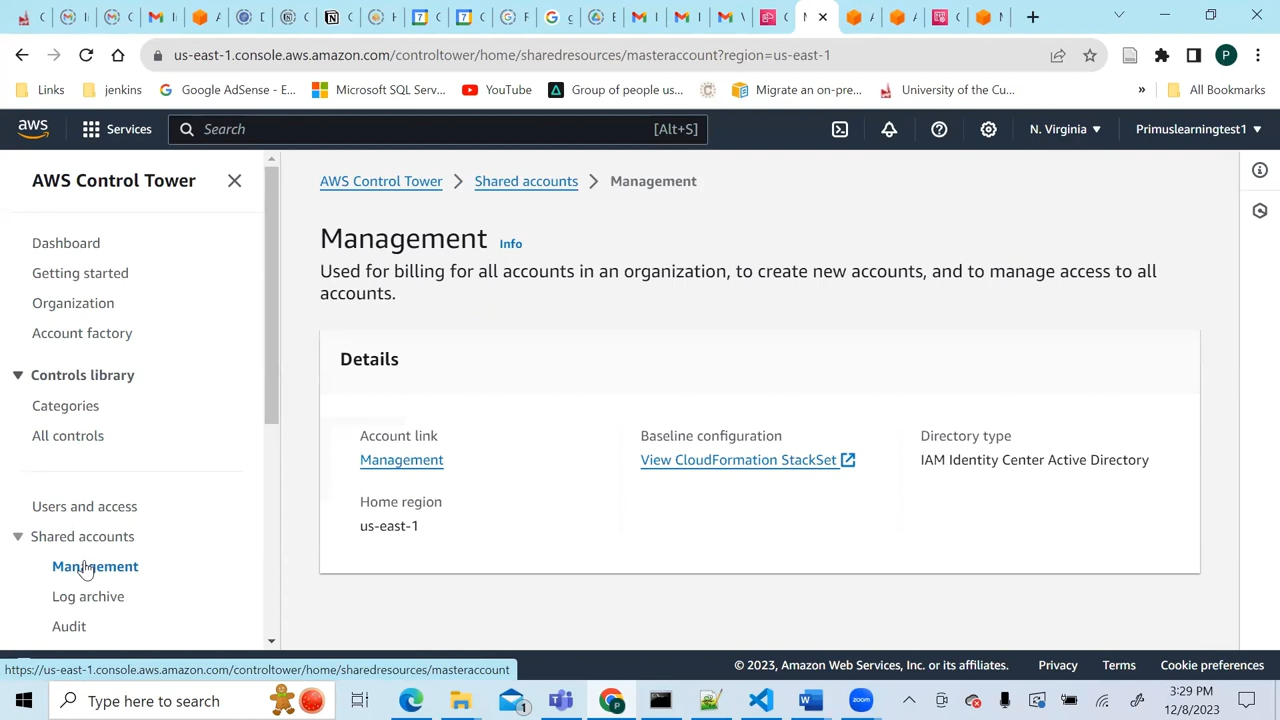 us-east-1.console.aws.amazon.com/controltower/home/sharedresources/masteraccount?region=us-east-1
P
Links
jenkins
Google AdSense - E...
Microsoft SQL Serv...
YouTube
Group of people us...
Migrate an on-pre...
University of the Cu...
»
All Bookmarks
aws
Services
Search
[Alt+S]
N. Virginia
Primuslearningtest1
AWS Control Tower
Dashboard
Getting started
Organization
Account factory
Controls library
Categories
All controls
Users and access
Shared accounts
Management
Log archive
Audit
AWS Control Tower > Shared accounts > Management
Management Info
Used for billing for all accounts in an organization, to create new accounts, and to manage access to all
accounts.
Details
Account link
Management
Baseline configuration
View CloudFormation StackSet
Directory type
IAM Identity Center Active Directory
Home region
us-east-1
https://us-east-1.console.aws.amazon.com/controltower/home/sharedresources/masteraccount
© 2023, Amazon Web Services, Inc. or its affiliates.
Privacy
Terms
Cookie preferences
Type here to search
1
zoom
3:29 PM
12/8/2023